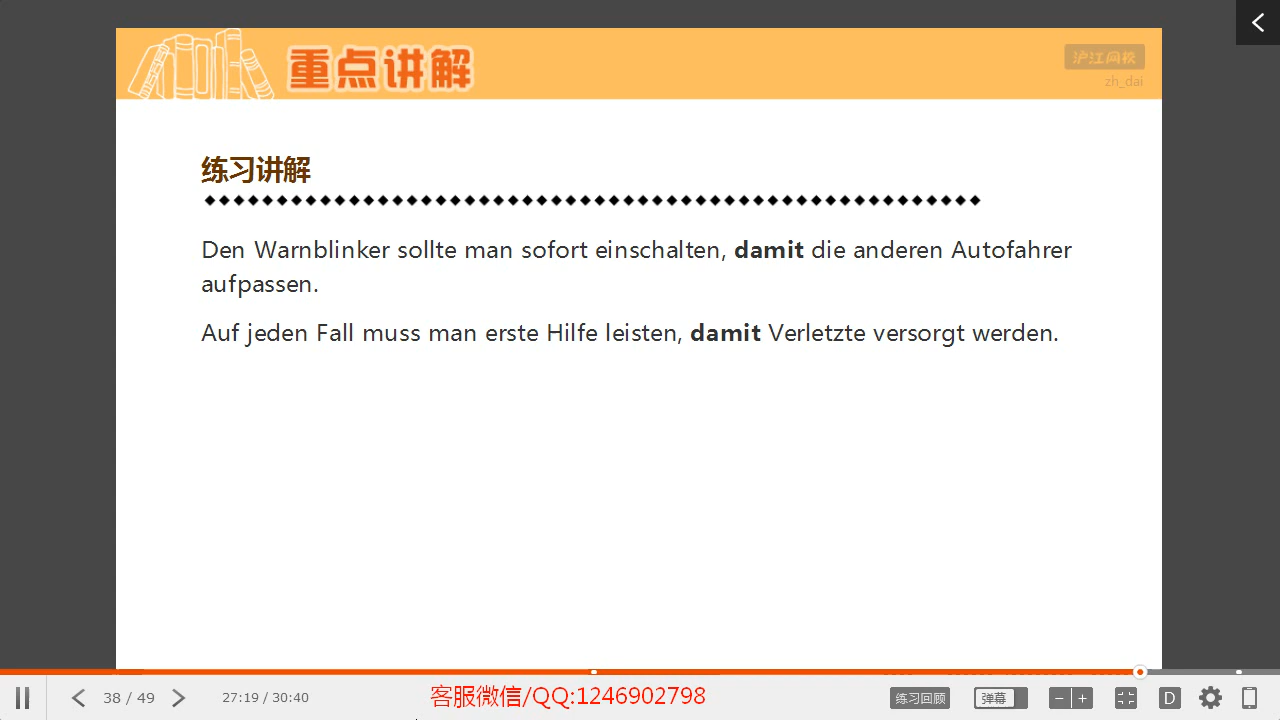 重点讲解
沪江网校
zh_dai
练习讲解
Den Warnblinker sollte man sofort einschalten, damit die anderen Autofahrer
aufpassen.
Auf jeden Fall muss man erste Hilfe leisten, damit Verletzte versorgt werden.
38 / 49
27:19 / 30:40
客服微信/QQ:1246902798
练习回顾
弹幕
D